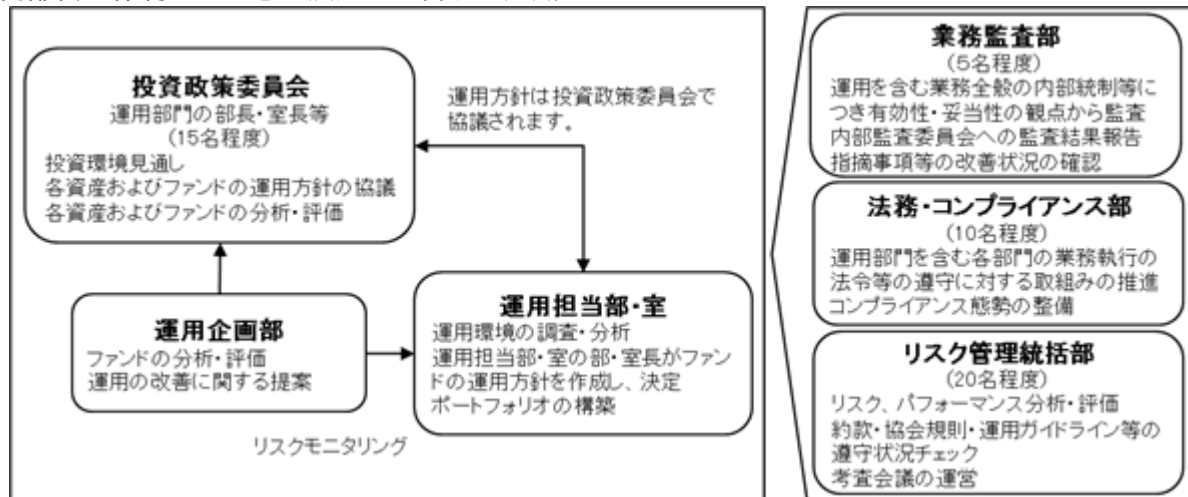 投資政策委員会
運用部門の部長・室長等
(15名程度)
投資環境見通し
各資産およびファンドの運用方針の協議
各資産およびファンドの分析・評価
運用方針は投資政策委員会で
協議されます。
運用企画部
ファンドの分析・評価
運用の改善に関する提案
運用担当部・室
運用環境の調査・分析
運用担当部・室の部・室長がファン
ドの運用方針を作成し、決定
ポートフォリオの構築
リスクモニタリング
業務監査部
(5名程度)
運用を含む業務全般の内部統制等に
つき有効性・妥当性の観点から監査
内部監査委員会への監査結果報告
指摘事項等の改善状況の確認
法務・コンプライアンス部
(10名程度)
運用部門を含む各部門の業務執行の
法令等の遵守に対する取組みの推進
コンプライアンス態勢の整備
リスク管理統括部
(20名程度)
リスク、パフォーマンス分析・評価
約款・協会規則・運用ガイドライン等の
遵守状況チェック
考査会議の運営